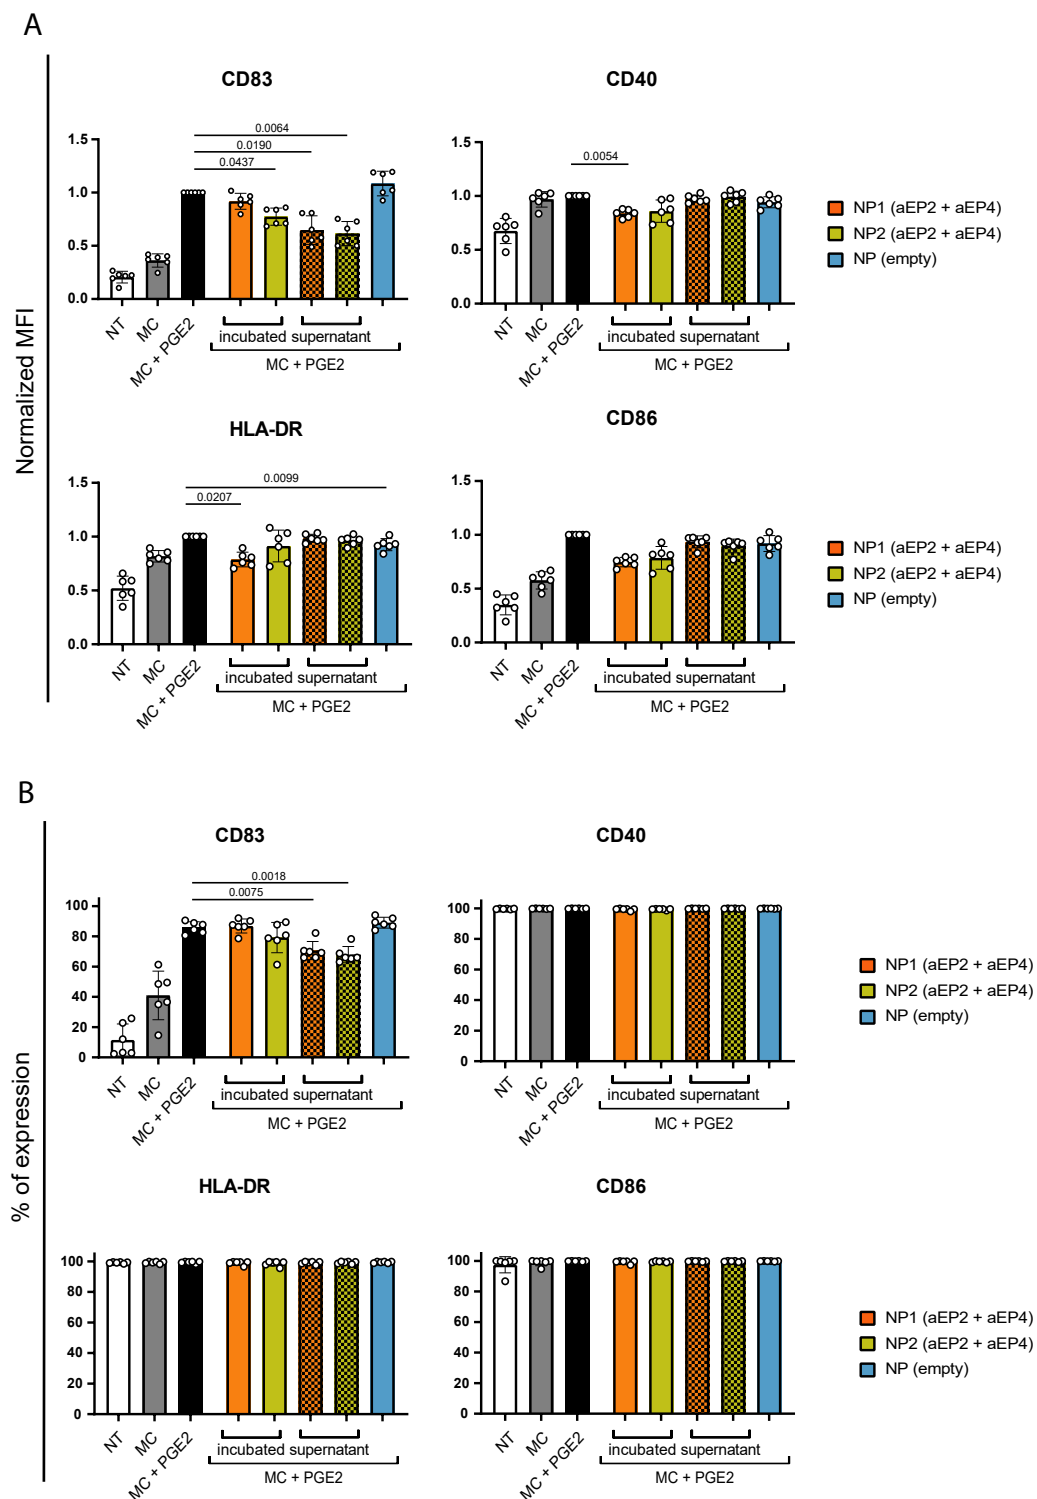 A
Normalized MFI
CD83
0.0064
0.0190
0.0437
1.5
1.0
0.5
0.0
NT
MC
MC + PGE2
incubated supernatant
MC + PGE2
CD40
0.0054
1.5
1.0
0.5
0.0
NT
MC
MC + PGE2
incubated supernatant
MC + PGE2
NP1 (aEP2 + aEP4)
NP2 (aEP2 + aEP4)
NP (empty)
HLA-DR
0.0099
0.0207
1.5
1.0
0.5
0.0
NT
MC
MC + PGE2
incubated supernatant
MC + PGE2
CD86
1.5
1.0
0.5
0.0
NT
MC
MC + PGE2
incubated supernatant
MC + PGE2
NP1 (aEP2 + aEP4)
NP2 (aEP2 + aEP4)
NP (empty)
B
% of expression
CD83
0.0018
0.0075
100
80
60
40
20
0
NT
MC
MC + PGE2
incubated supernatant
MC + PGE2
CD40
100
80
60
40
20
0
NT
MC
MC + PGE2
incubated supernatant
MC + PGE2
NP1 (aEP2 + aEP4)
NP2 (aEP2 + aEP4)
NP (empty)
HLA-DR
100
80
60
40
20
0
NT
MC
MC + PGE2
incubated supernatant
MC + PGE2
CD86
100
80
60
40
20
0
NT
MC
MC + PGE2
incubated supernatant
MC + PGE2
NP1 (aEP2 + aEP4)
NP2 (aEP2 + aEP4)
NP (empty)